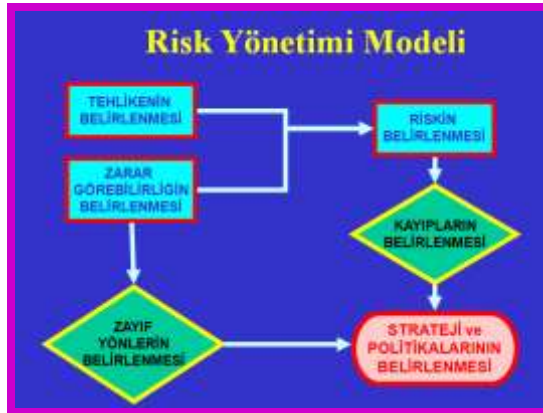 Risk Yönetimi Modeli
TEHLİKENİN
BELİRLENMESİ
RİSKİN
BELİRLENMESİ
ZARAR
GÖREBİLİRLİĞİN
BELİRLENMESİ
KAYIPLARIN
BELİRLENMESİ
ZAYIF
YÖNLERİN
BELİRLENMESİ
STRATEJİ ve
POLİTİKALARININ
BELİRLENMESİ